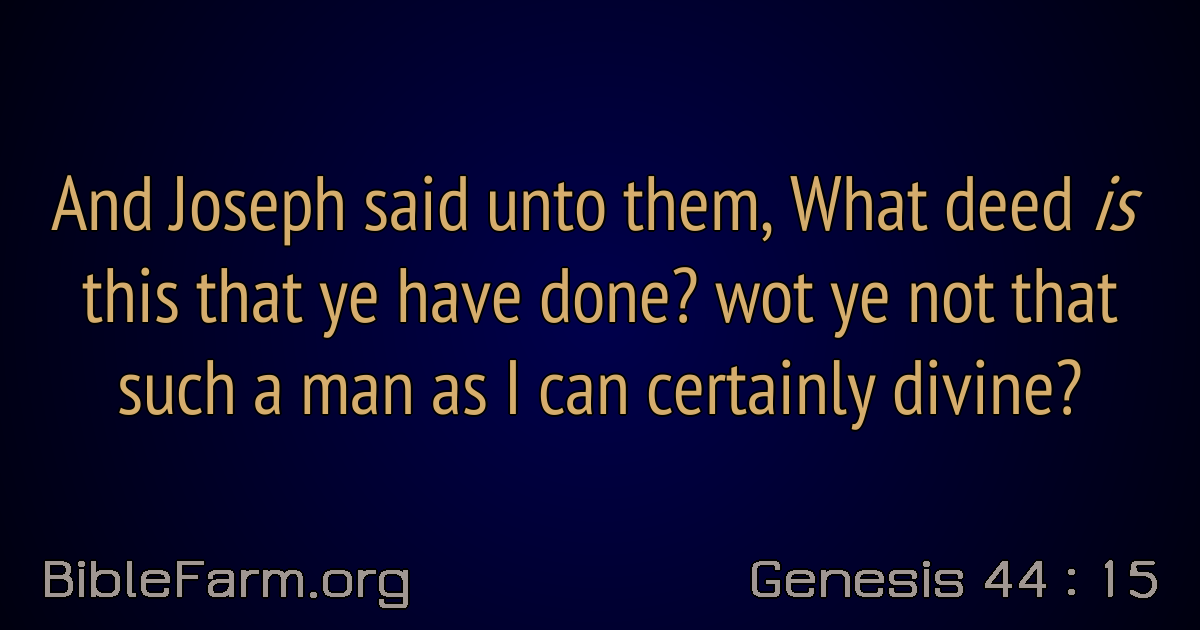 And Joseph said unto them, What deed is
this that ye have done? wot ye not that
such a man as I can certainly divine?
BibleFarm.org
Genesis 44 : 15